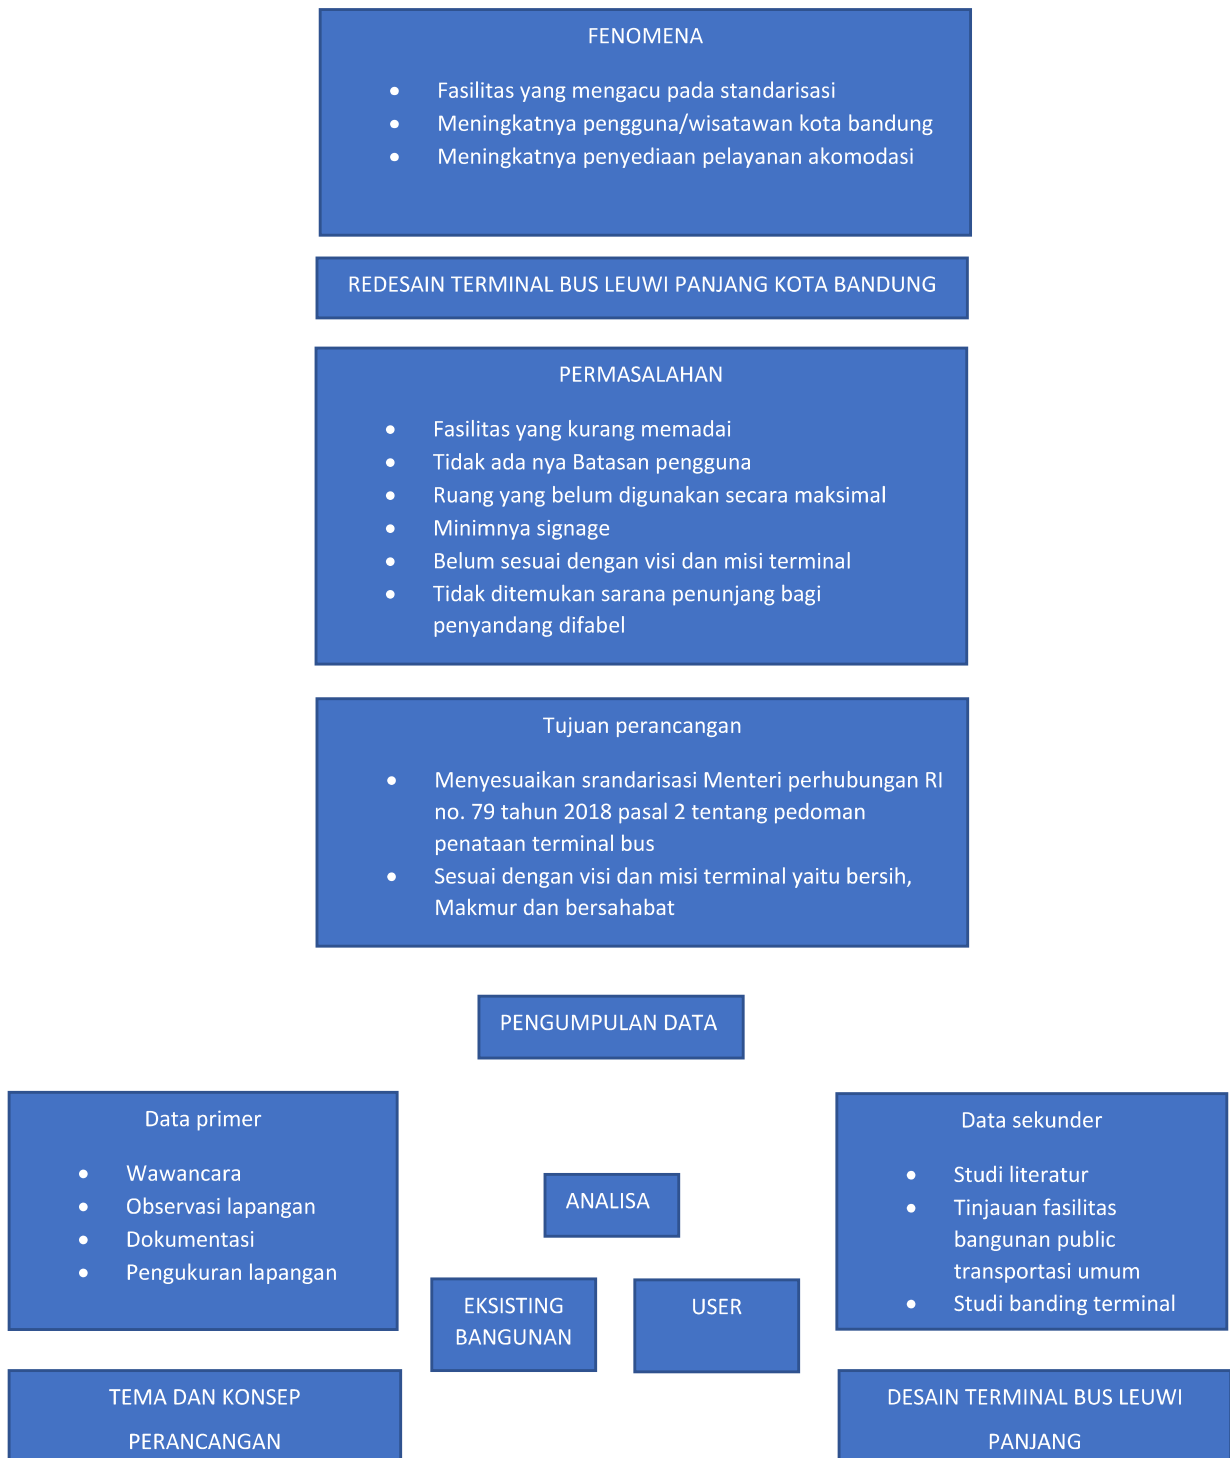 FENOMENA
• Fasilitas yang mengacu pada standarisasi
• Meningkatnya pengguna/wisatawan kota bandung
• Meningkatnya penyediaan pelayanan akomodasi
REDESAIN TERMINAL BUS LEUWI PANJANG KOTA BANDUNG
PERMASALAHAN
• Fasilitas yang kurang memadai
• Tidak ada nya Batasan pengguna
• Ruang yang belum digunakan secara maksimal
• Minimnya signage
• Belum sesuai dengan visi dan misi terminal
• Tidak ditemukan sarana penunjang bagi
penyandang difabel
Tujuan perancangan
• Menyesuaikan srandarisasi Menteri perhubungan RI
no. 79 tahun 2018 pasal 2 tentang pedoman
penataan terminal bus
• Sesuai dengan visi dan misi terminal yaitu bersih,
Makmur dan bersahabat
PENGUMPULAN DATA
Data primer
• Wawancara
• Observasi lapangan
• Dokumentasi
• Pengukuran lapangan
ANALISA
EKSISTING
BANGUNAN
USER
Data sekunder
• Studi literatur
• Tinjauan fasilitas
bangunan public
transportasi umum
• Studi banding terminal
TEMA DAN KONSEP
PERANCANGAN
DESAIN TERMINAL BUS LEUWI
PANJANG